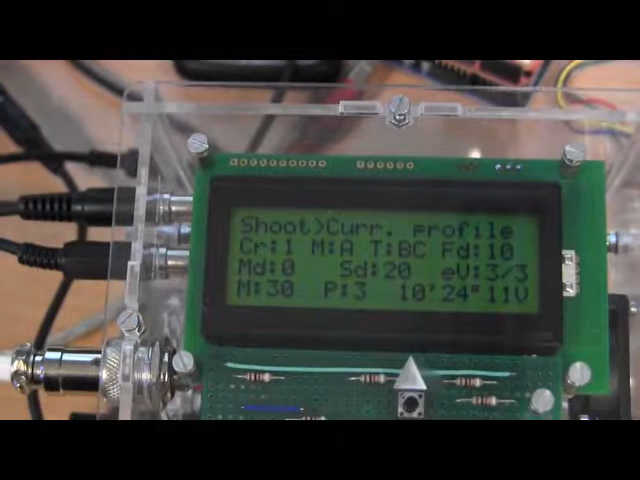 Shoot>Curr. profile
Cr:1 M:A T:BC Fd:10
Md:0 Sd:20 eV:3/3
M:30 P:3 10'24"11V